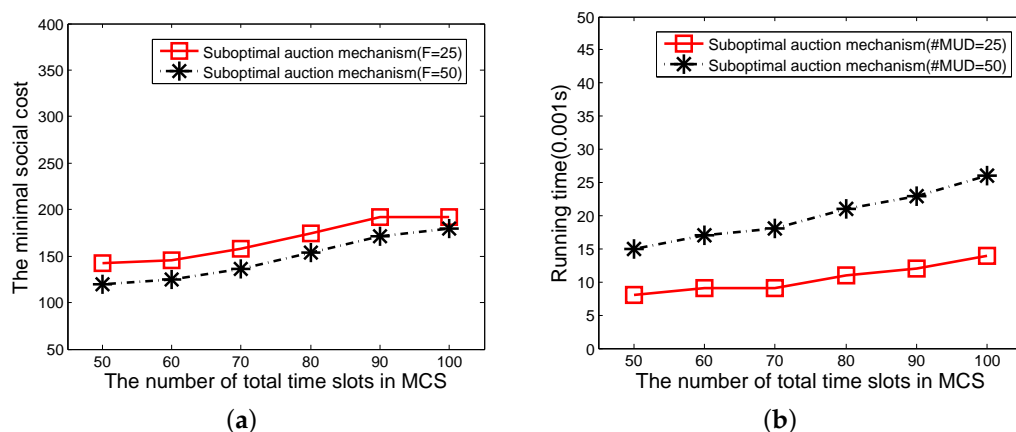 400
350
300
250
200
150
100
50
The minimal social cost
Suboptimal auction mechanism(F=25)
Suboptimal auction mechanism(F=50)
50 60 70 80 90 100
The number of total time slots in MCS
(a)
50
45
40
35
30
25
20
15
10
5
0
Running time(0.001s)
Suboptimal auction mechanism(#MUD=25)
Suboptimal auction mechanism(#MUD=50)
50 60 70 80 90 100
The number of total time slots in MCS
(b)